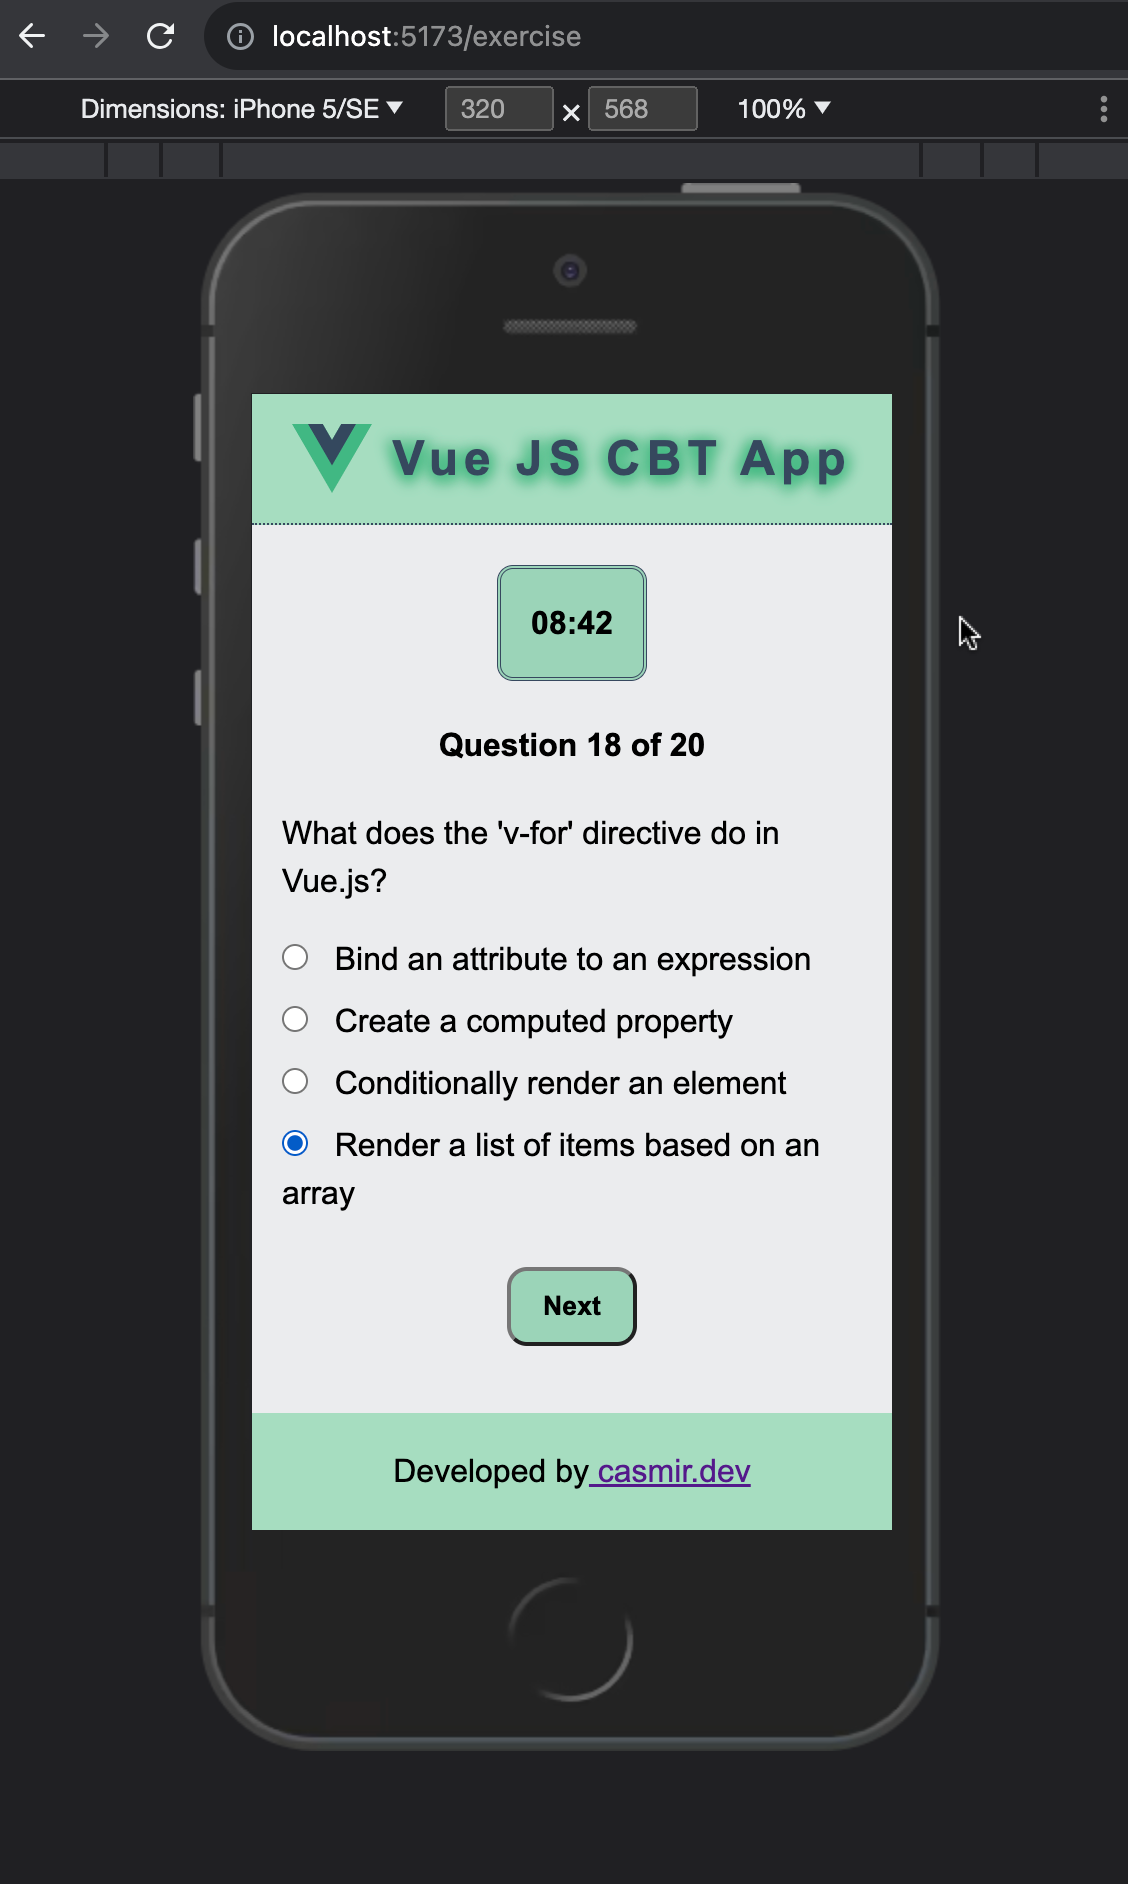 localhost:5173/exercise
Dimensions: iPhone 5/SE ▼ 320 × 568 100% ▼
Vue JS CBT App
08:42
Question 18 of 20
What does the 'v-for' directive do in
Vue.js?
Bind an attribute to an expression
Create a computed property
Conditionally render an element
Render a list of items based on an
array
Next
Developed by casmir.dev